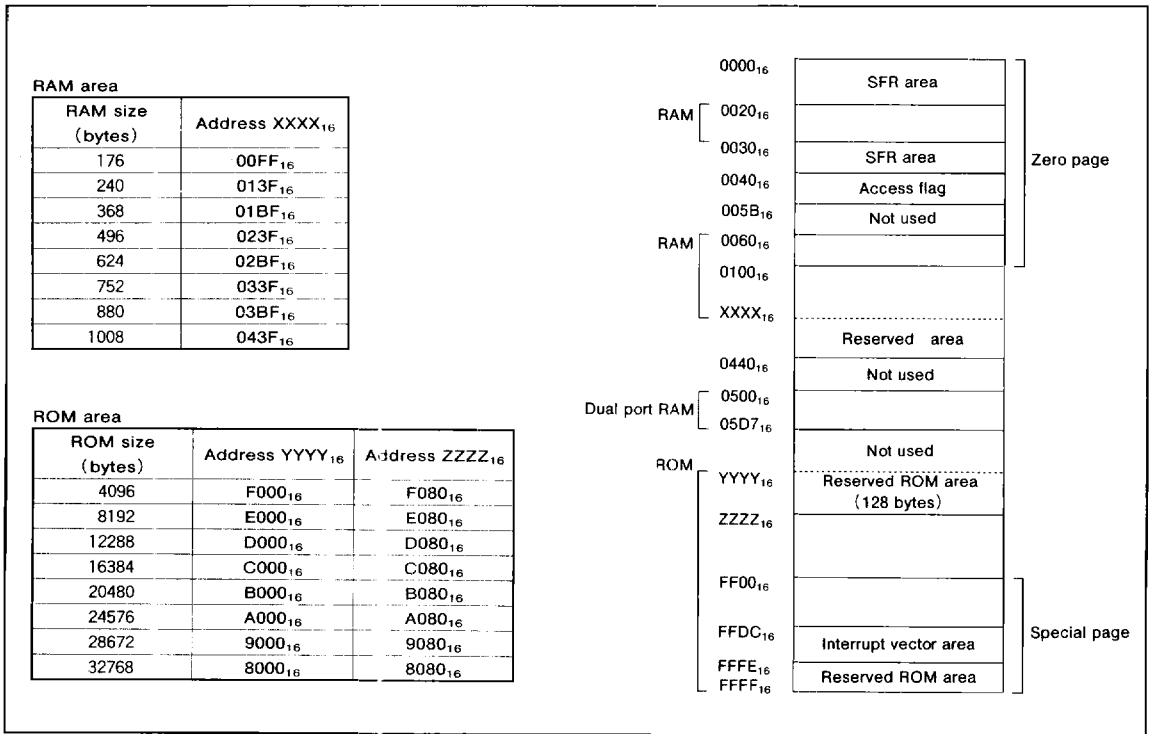 RAM area
RAM size (bytes) Address XXXX₁₆
176 00FF₁₆
240 013F₁₆
368 01BF₁₆
496 023F₁₆
624 02BF₁₆
752 033F₁₆
880 03BF₁₆
1008 043F₁₆
ROM area
ROM size (bytes) Address YYYY₁₆ Address ZZZZ₁₆
4096 F000₁₆ F080₁₆
8192 E000₁₆ E080₁₆
12288 D000₁₆ D080₁₆
16384 C000₁₆ C080₁₆
20480 B000₁₆ B080₁₆
24576 A000₁₆ A080₁₆
28672 9000₁₆ 9080₁₆
32768 8000₁₆ 8080₁₆
0000₁₆
SFR area
RAM 0020₁₆
0030₁₆
SFR area
Zero page
0040₁₆
Access flag
005B₁₆
Not used
RAM 0060₁₆
0100₁₆
XXXX₁₆
Reserved area
0440₁₆
Not used
0500₁₆
Dual port RAM
05D7₁₆
Not used
ROM
YYYY₁₆
Reserved ROM area
(128 bytes)
ZZZZ₁₆
FF00₁₆
FFDC₁₆
Interrupt vector area
Special page
FFFE₁₆
Reserved ROM area
FFFF₁₆